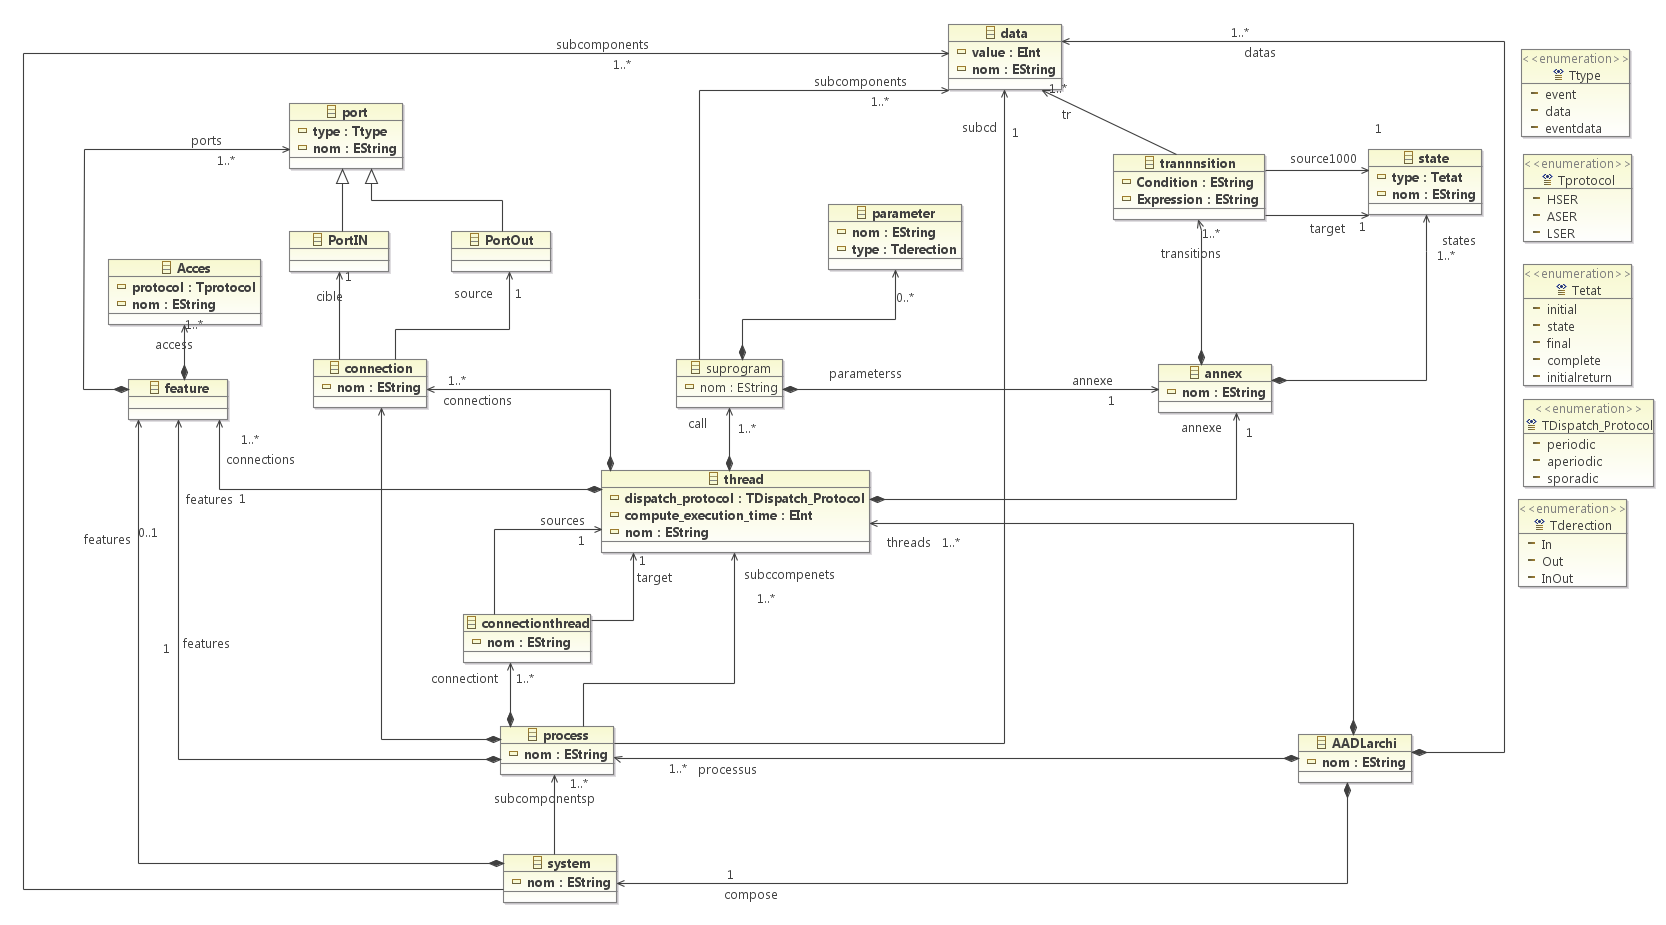 data
value : EInt
nom : EString
subcomponents
1..*
subcomponents
1..*
1..*
datas
1..*
tr
subcd
1
port
type : Ttype
nom : EString
ports
1..*
PortIN
PortOut
Acces
protocol : Tprotocol
nom : EString
1..*
access
1
cible
source
1
feature
connection
nom : EString
1..*
connections
parameter
nom : EString
type : Tderection
0..*
suprogram
nom : EString
parameterss
annexe
1
trannnsition
Condition : EString
Expression : EString
source1000
1
target
1
state
type : Tetat
nom : EString
states
1..*
1..*
transitions
annex
nom : EString
annexe
1
call
1..*
1..*
connections
features
1
features
0..1
1
features
thread
dispatch_protocol : TDispatch_Protocol
compute_execution_time : EInt
nom : EString
sources
1
1
target
subccompenets
1..*
threads
1..*
connectionthread
nom : EString
connectiont
1..*
process
nom : EString
1..*
subcomponentsp
1..*
processus
AADLarchi
nom : EString
system
nom : EString
1
compose
<<enumeration>>
Ttype
event
data
eventdata
<<enumeration>>
Tprotocol
HSER
ASER
LSER
<<enumeration>>
Tetat
initial
state
final
complete
initialreturn
<<enumeration>>
TDispatch_Protocol
periodic
aperiodic
sporadic
<<enumeration>>
Tderection
In
Out
InOut